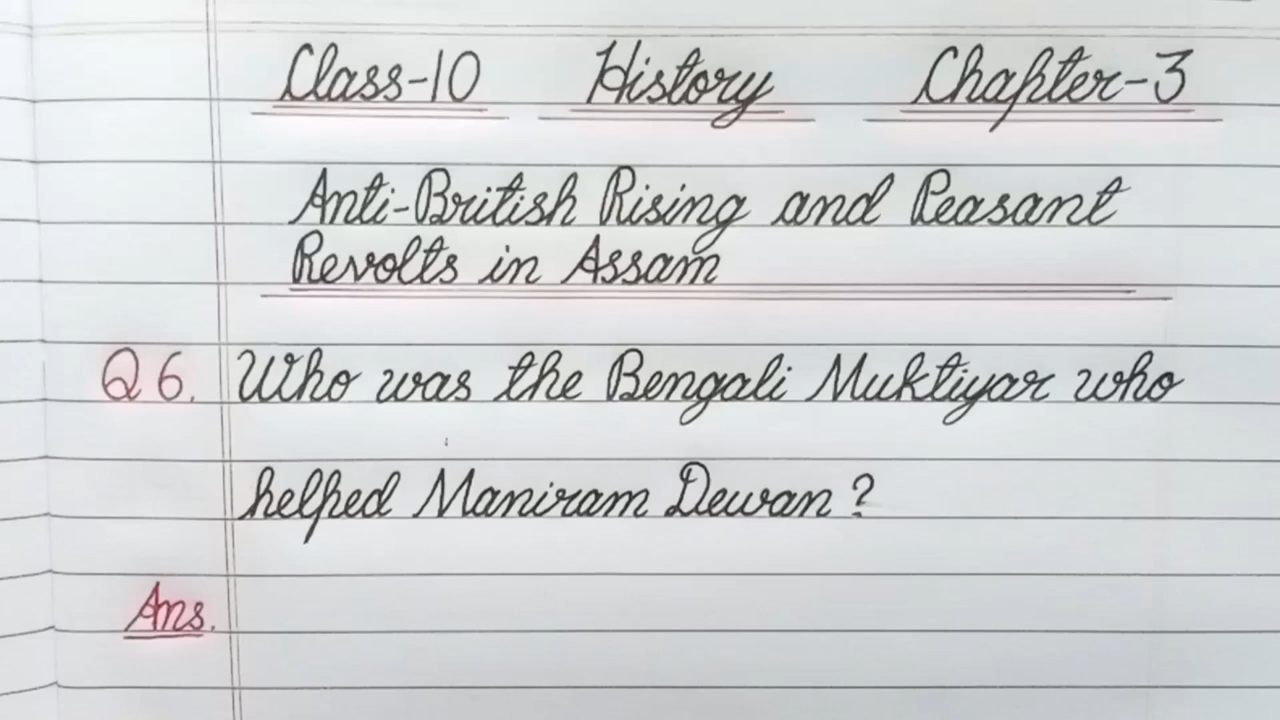 Class-10 History Chapter-3
Anti-British Rising and Peasant
Revolts in Assam
Q 6. Who was the Bengali Muktiyar who
helped Maniram Dewan?
Ans.